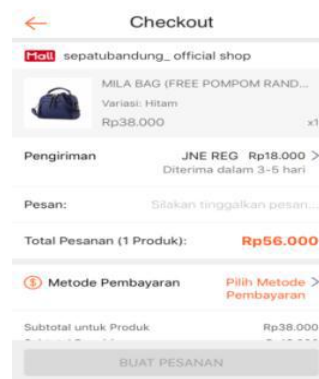 Checkout
Mall sepatubandung_ official shop
MILA BAG (FREE POMPOM RAND...
Variasi: Hitam
Rp38.000 x1
Pengiriman JNE REG Rp18.000 >
Diterima dalam 3-5 hari
Pesan: Silakan tinggalkan pesan...
Total Pesanan (1 Produk): Rp56.000
Metode Pembayaran Pilih Metode >
Pembayaran
Subtotal untuk Produk Rp38.000
BUAT PESANAN